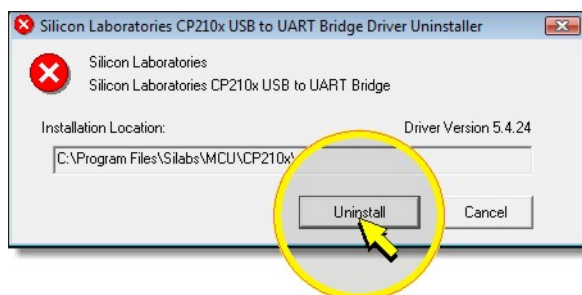 Silicon Laboratories CP210x USB to UART Bridge Driver Uninstaller
Silicon Laboratories
Silicon Laboratories CP210x USB to UART Bridge
Installation Location: Driver Version 5.4.24
C:\Program Files\Silabs\MCU\CP210x\
Uninstall Cancel